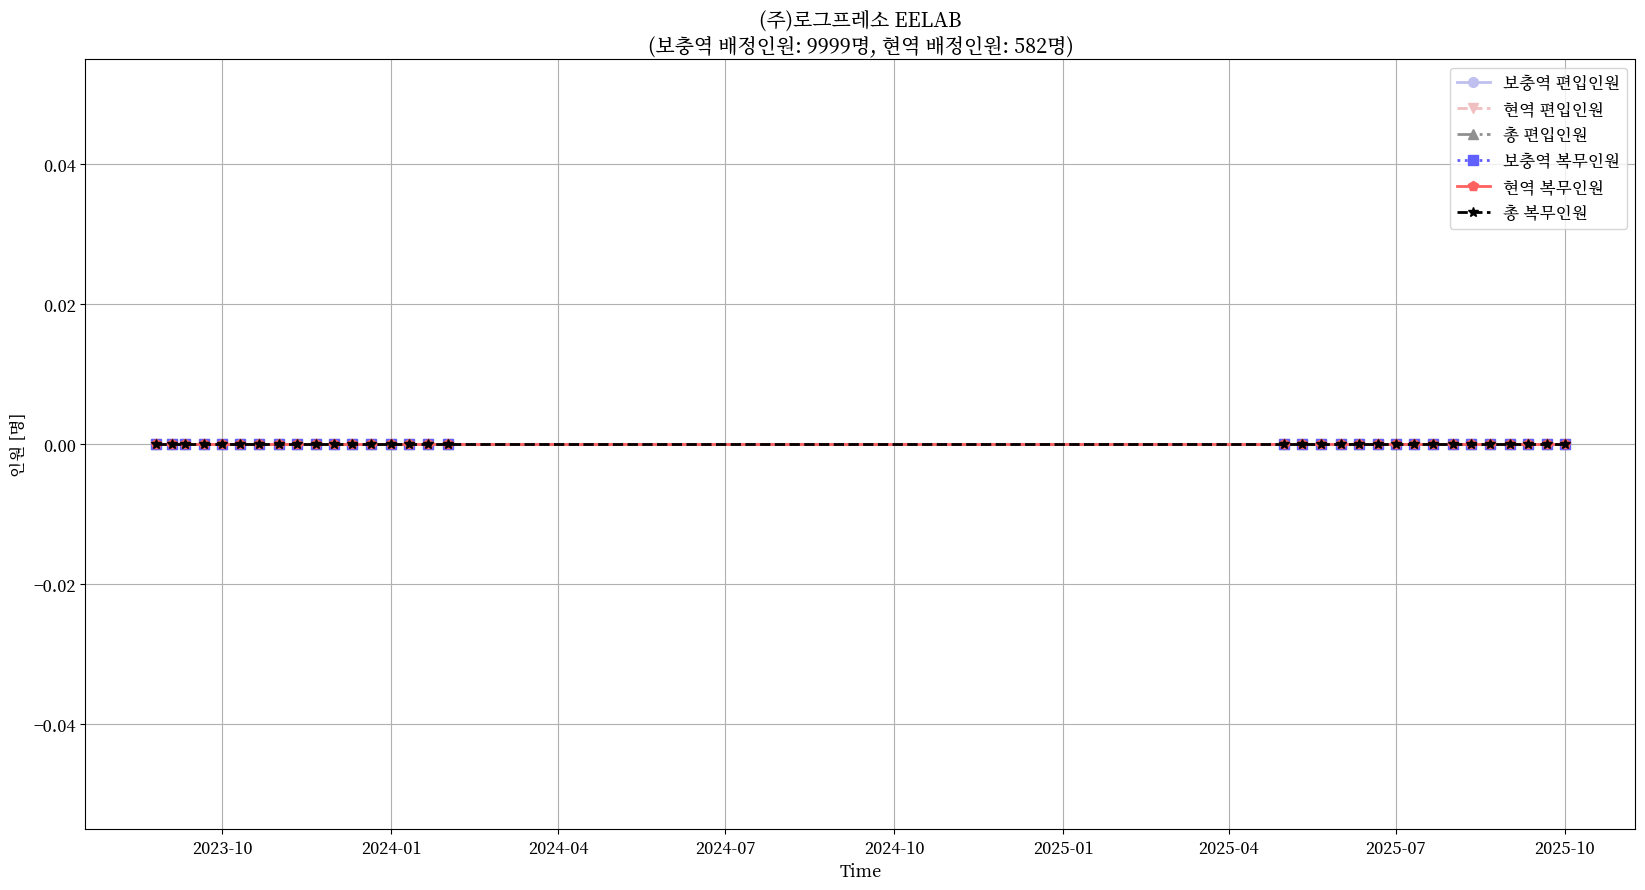 (주)로그프레소 EELAB
(보충역 배정인원: 9999명, 현역 배정인원: 582명)
보충역 편입인원
현역 편입인원
총 편입인원
보충역 복무인원
현역 복무인원
총 복무인원
인원 [명]
0.04
0.02
0.00
−0.02
−0.04
2023-10
2024-01
2024-04
2024-07
2024-10
2025-01
2025-04
2025-07
2025-10
Time